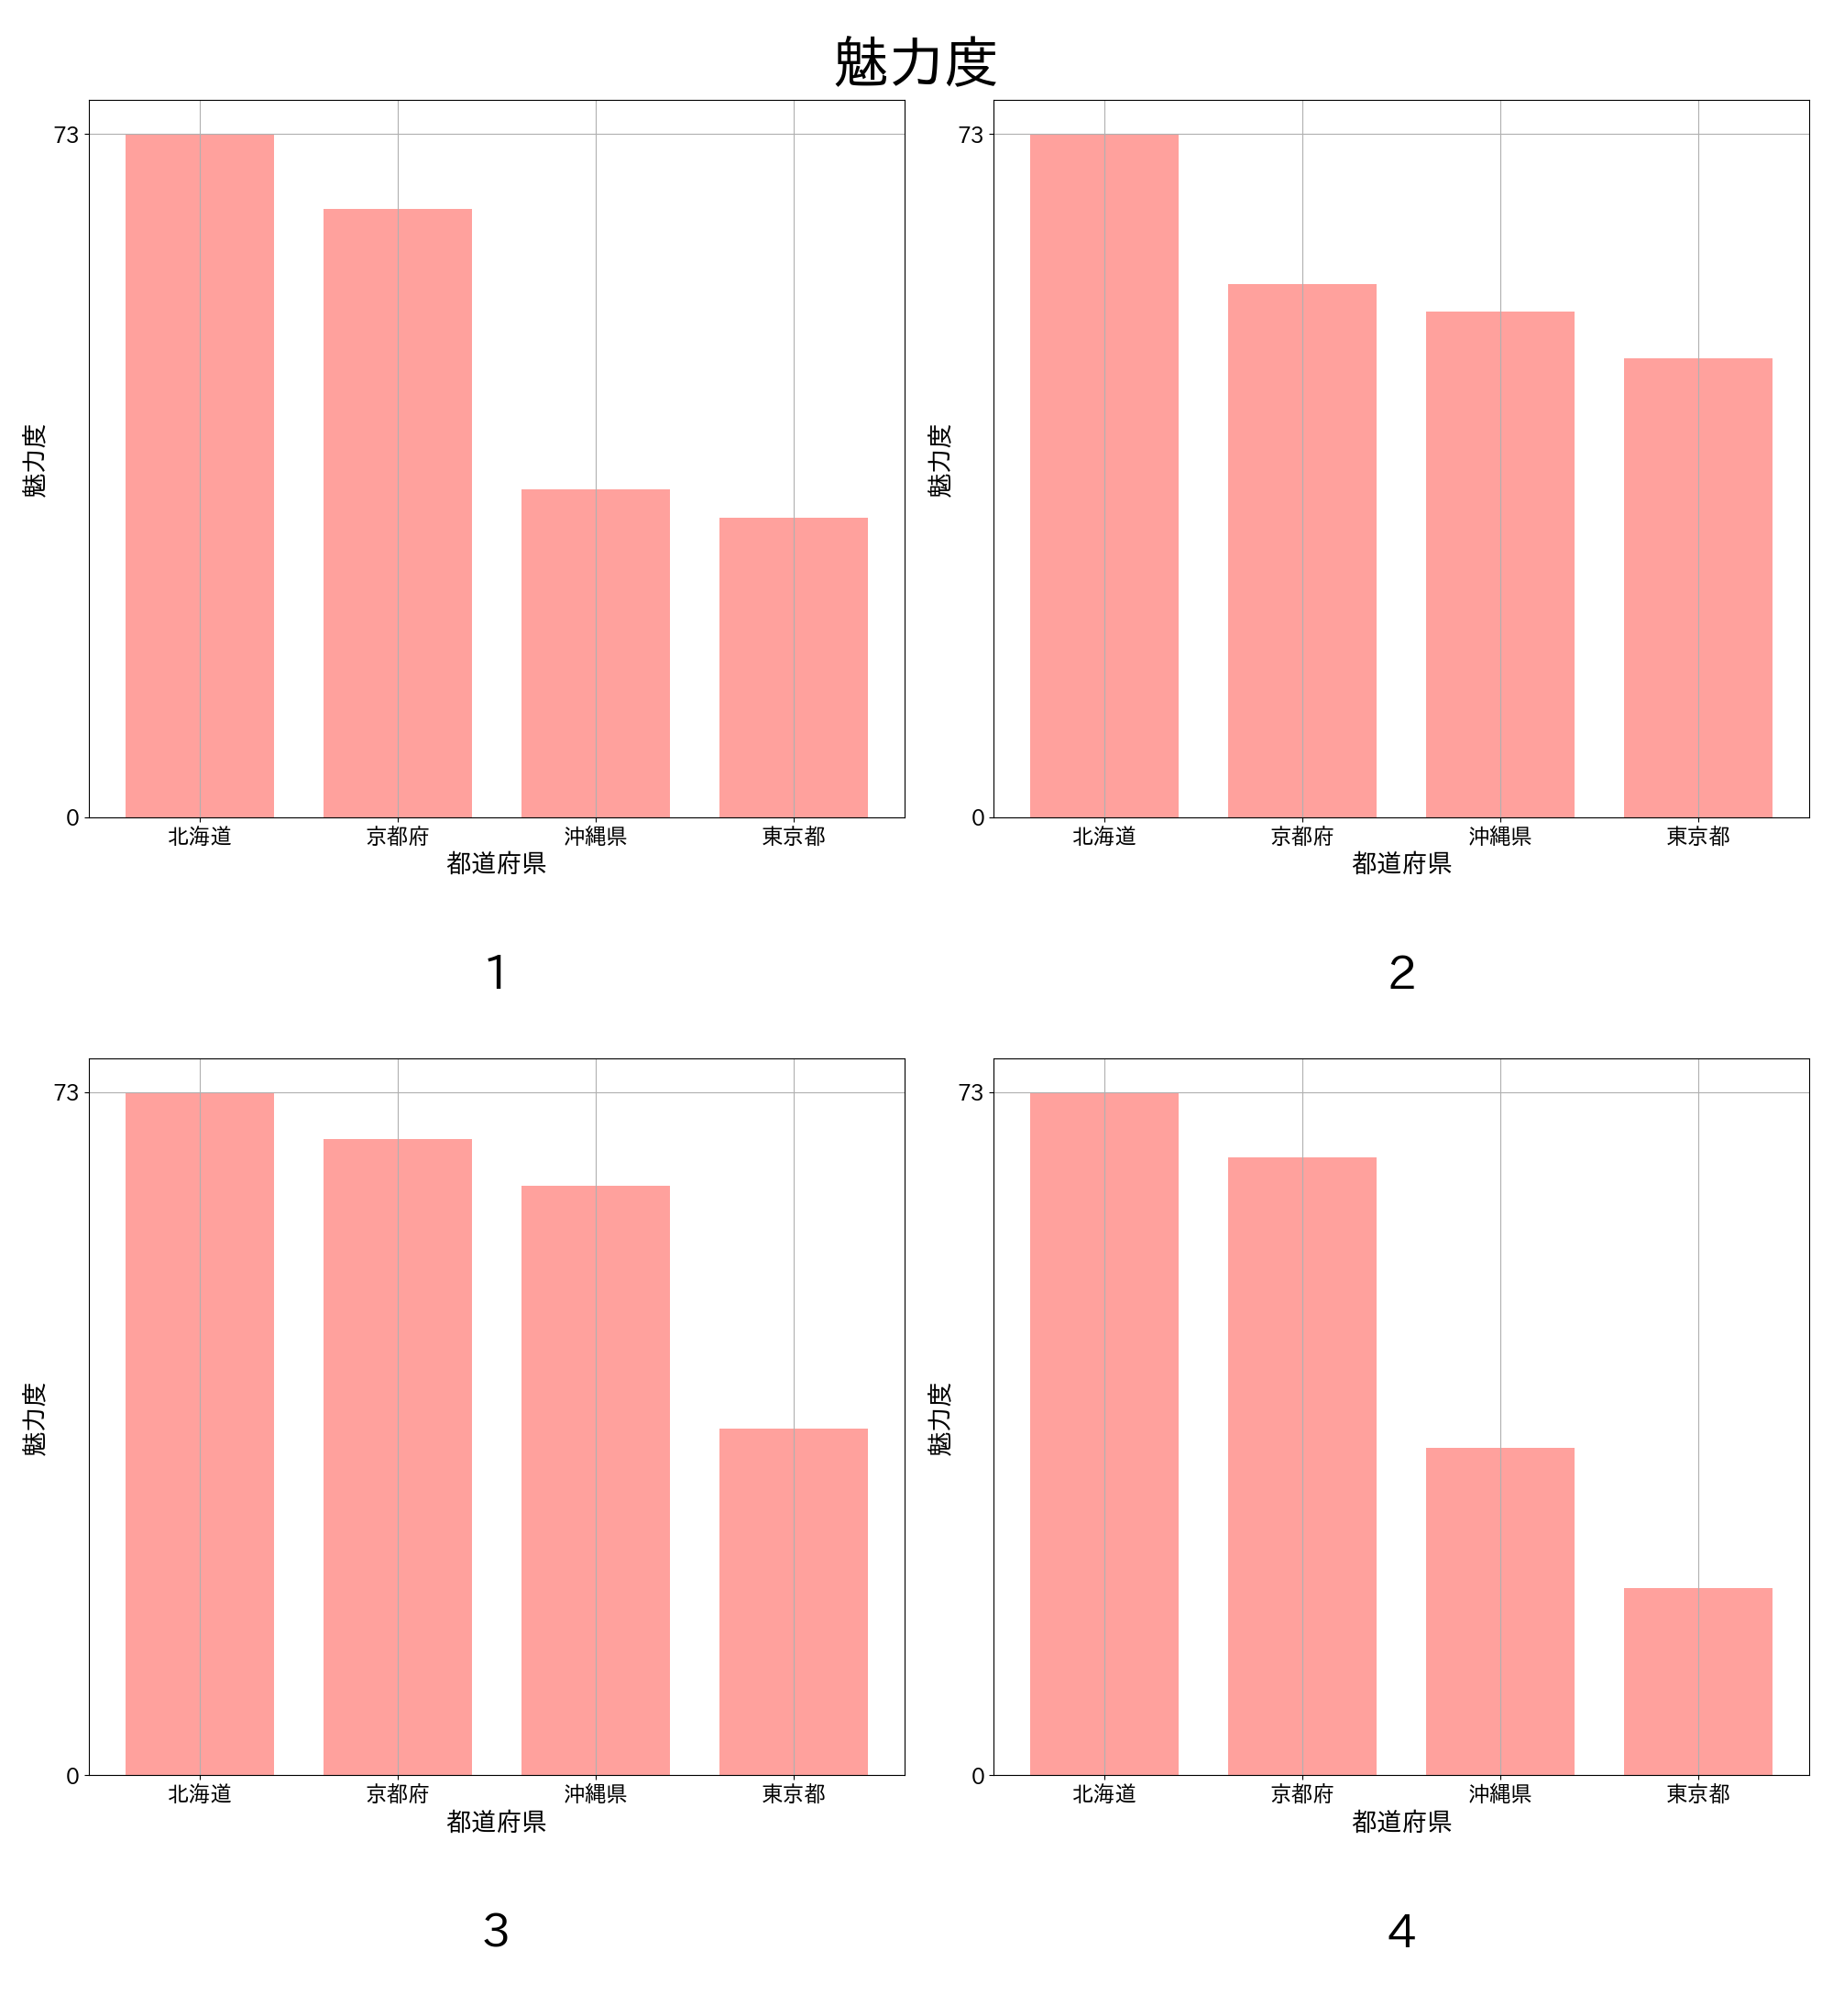 魅力度
73
0
魅力度
北海道 京都府 沖縄県 東京都
都道府県
1
73
0
魅力度
北海道 京都府 沖縄県 東京都
都道府県
2
73
0
魅力度
北海道 京都府 沖縄県 東京都
都道府県
3
73
0
魅力度
北海道 京都府 沖縄県 東京都
都道府県
4